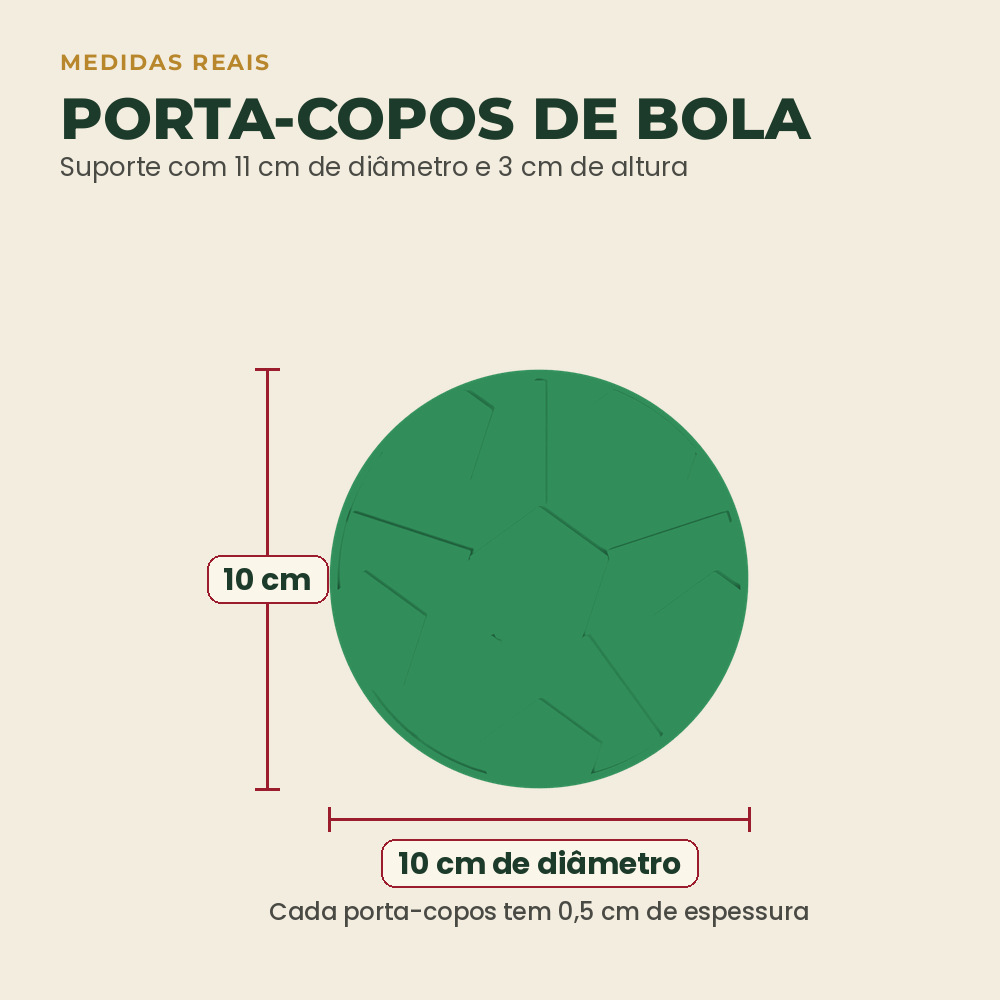 MEDIDAS REAIS
PORTA-COPOS DE BOLA
Suporte com 11 cm de diâmetro e 3 cm de altura
10 cm
10 cm de diâmetro
Cada porta-copos tem 0,5 cm de espessura